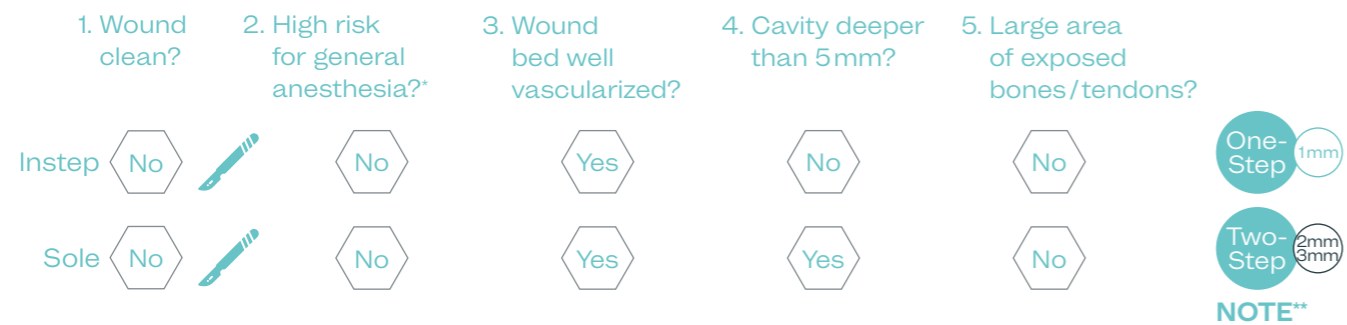 1. Wound
clean?
2. High risk
for general
anesthesia?*
3. Wound
bed well
vascularized?
4. Cavity deeper
than 5 mm?
5. Large area
of exposed
bones/tendons?
Instep No No Yes No No One-
Step 1mm
Sole No No Yes Yes No Two-
Step 2mm
3mm
NOTE**